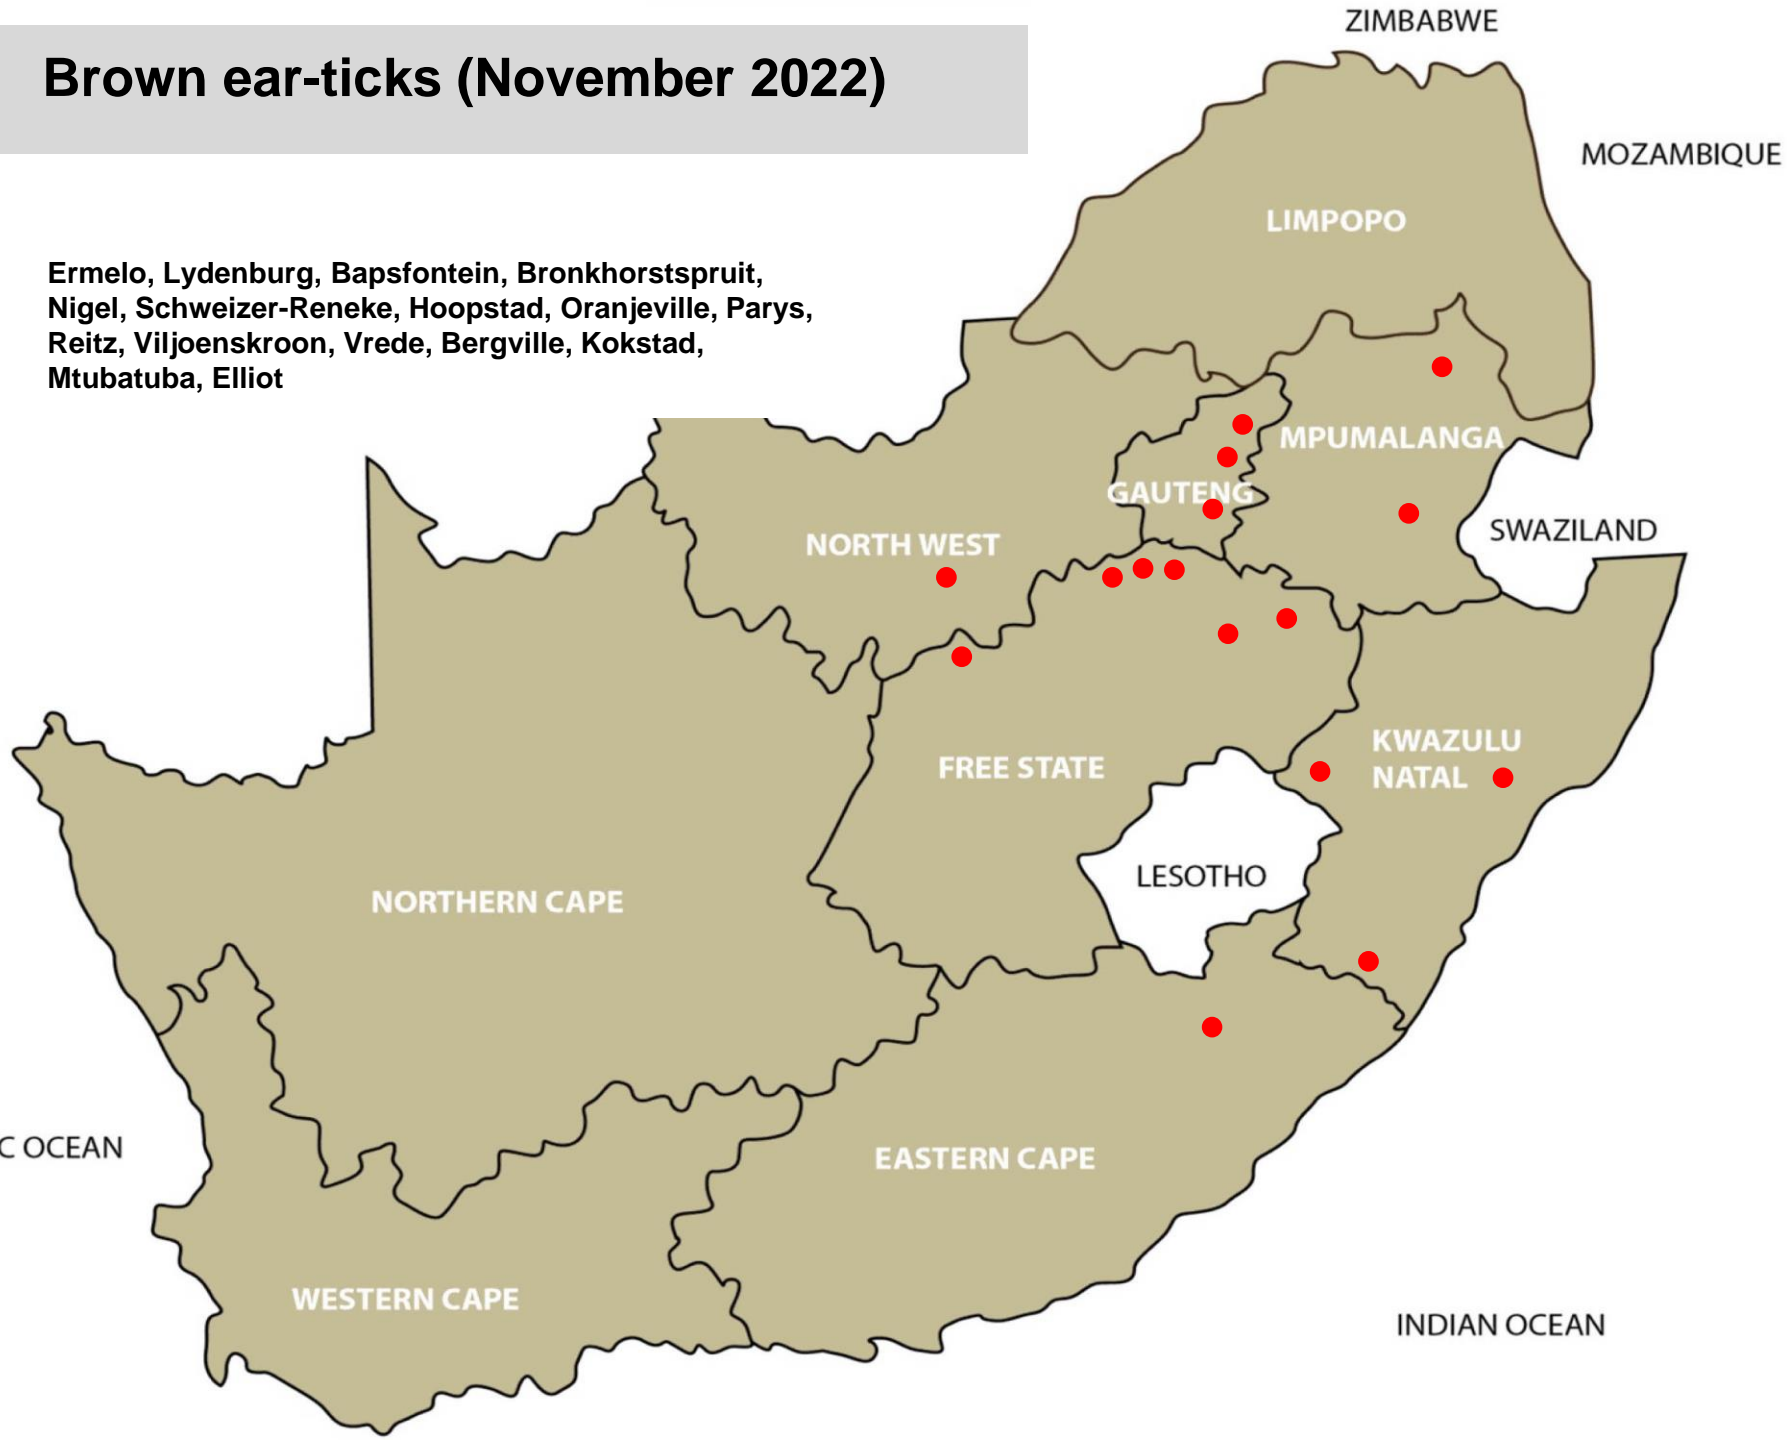 ZIMBABWE
Brown ear-ticks (November 2022)
MOZAMBIQUE
LIMPOPO
Ermelo, Lydenburg, Bapsfontein, Bronkhorstspruit,
Nigel, Schweizer-Reneke, Hoopstad, Oranjeville, Parys,
Reitz, Viljoenskroon, Vrede, Bergville, Kokstad,
Mtubatuba, Elliot
MPUMALANGA
GAUTENG
SWAZILAND
NORTH WEST
KWAZULU
NATAL
FREE STATE
LESOTHO
NORTHERN CAPE
C OCEAN
EASTERN CAPE
WESTERN CAPE
INDIAN OCEAN